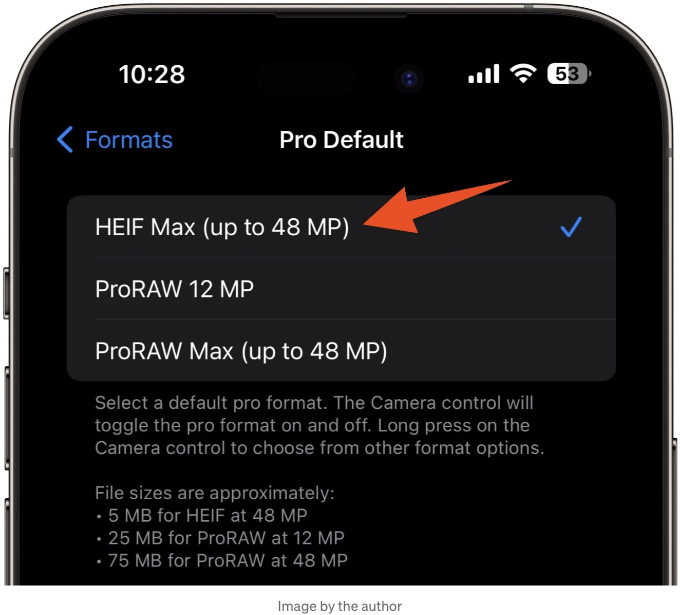 10:28
53
Formats
Pro Default
HEIF Max (up to 48 MP)
ProRAW 12 MP
ProRAW Max (up to 48 MP)
Select a default pro format. The Camera control will
toggle the pro format on and off. Long press on the
Camera control to choose from other format options.
File sizes are approximately:
• 5 MB for HEIF at 48 MP
• 25 MB for ProRAW at 12 MP
• 75 MB for ProRAW at 48 MP
Image by the author